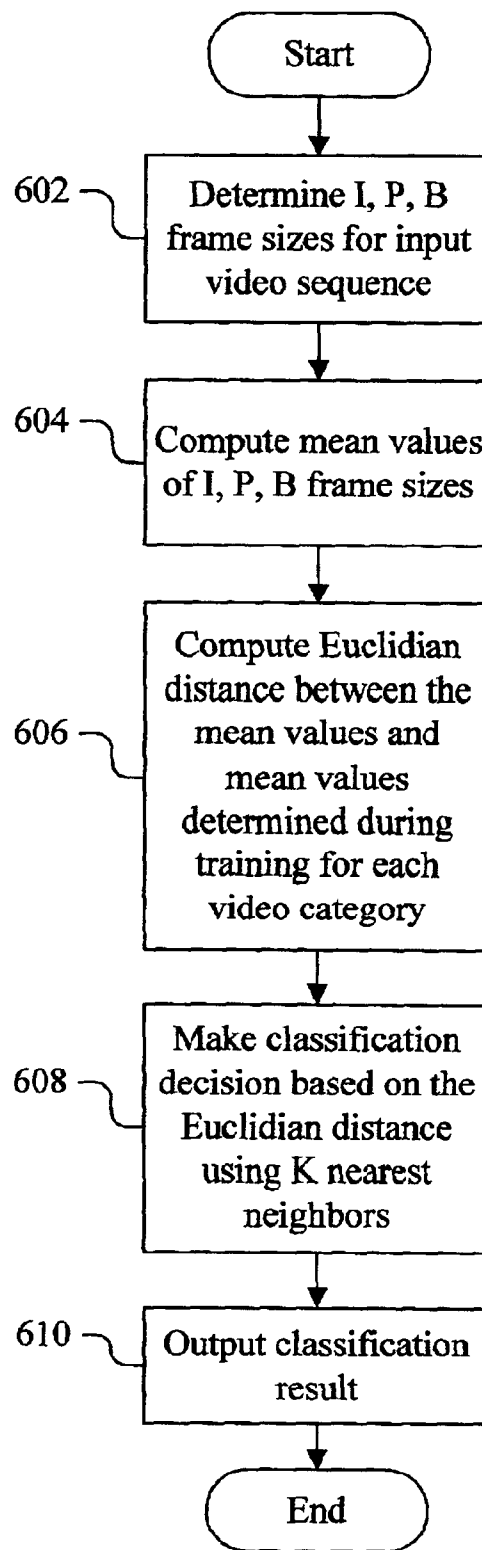 Start
602
Determine I, P, B
frame sizes for input
video sequence
604
Compute mean values
of I, P, B frame sizes
606
Compute Euclidian
distance between the
mean values and
mean values
determined during
training for each
video category
608
Make classification
decision based on the
Euclidian distance
using K nearest
neighbors
610
Output classification
result
End